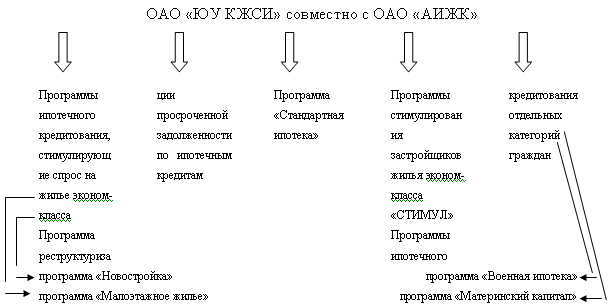 ОАО «ЮУ КЖСИ» совместно с ОАО «АИЖК»
Программы
ипотечного
кредитования,
стимулирующ
ие спрос на
жилье эконом-
класса
Программа
реструктуриза
ции
просроченной
задолженности
по ипотечным
кредитам
Программа
«Стандартная
ипотека»
Программы
стимулирован
ия
застройщиков
жилья эконом-
класса
«СТИМУЛ»
Программы
ипотечного
кредитования
отдельных
категорий
граждан
программа «Новостройка»
программа «Малоэтажное жилье»
программа «Военная ипотека»
программа «Материнский капитал»